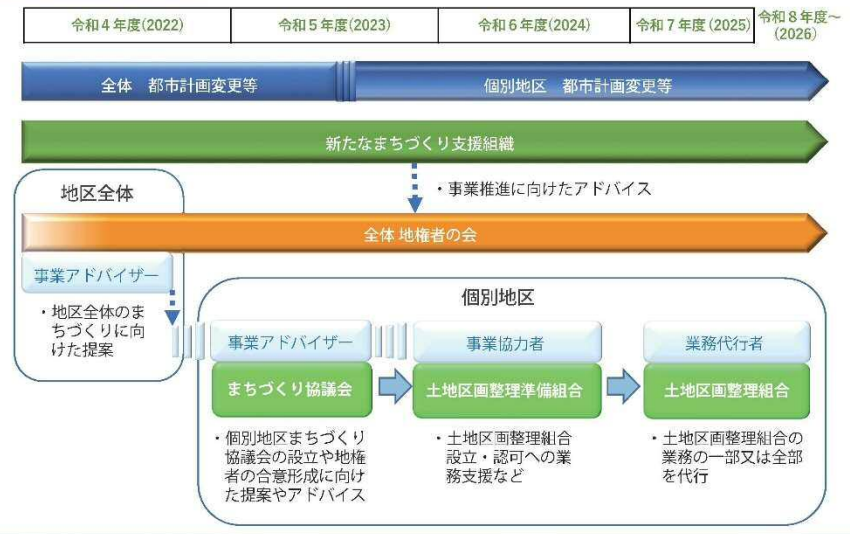 令和４年度(2022)
令和５年度(2023)
令和６年度(2024)
令和７年度(2025)
令和８年度～
(2026)
全体　都市計画変更等
個別地区　都市計画変更等
新たなまちづくり支援組織
・事業推進に向けたアドバイス
地区全体
全体 地権者の会
事業アドバイザー
・地区全体のま
ちづくりに向
けた提案
個別地区
事業アドバイザー
事業協力者
業務代行者
まちづくり協議会
土地区画整理準備組合
土地区画整理組合
・個別地区まちづくり
協議会の設立や地権
者の合意形成に向け
た提案やアドバイス
・土地区画整理組合
設立・認可への業
務支援など
・土地区画整理組合の
業務の一部又は全部
を代行